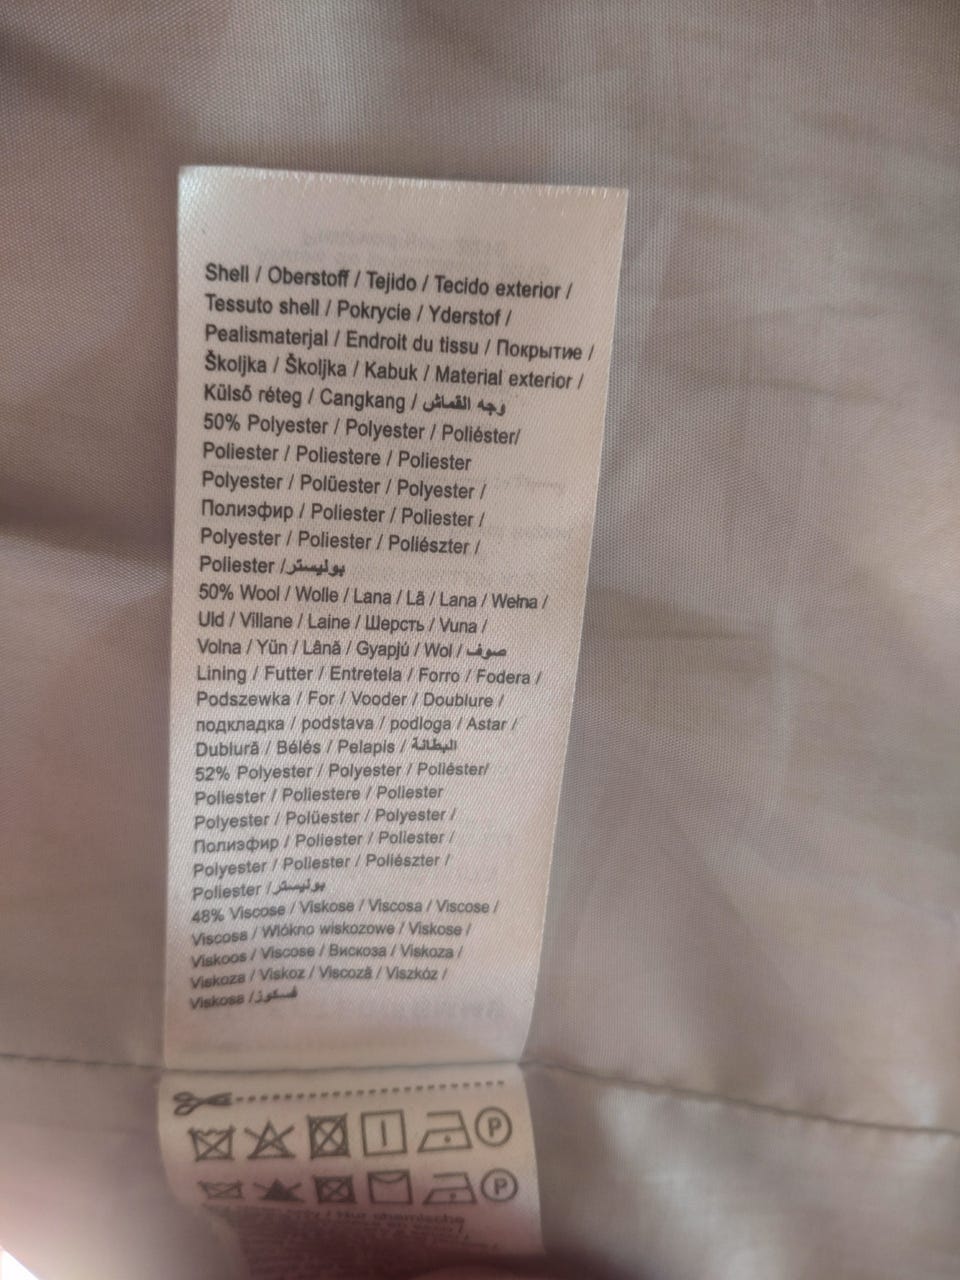 Shell / Oberstoff / Tejido / Tecido exterior /
Tessuto shell / Pokrycie / Yderstof /
Pealismaterjal / Endroit du tissu / Покрытие /
Školjka / Školjka / Kabuk / Material exterior /
Külső réteg / Cangkang / وجه القماش
50% Polyester / Polyester / Poliéster/
Poliester / Poliestere / Poliester
Polyester / Polüester / Polyester /
Полиэфир / Poliester / Poliester /
Polyester / Poliester / Poliészter /
Poliester / بوليستر
50% Wool / Wolle / Lana / Lã / Lana / Wełna /
Uld / Villane / Laine / Шерсть / Vuna /
Volna / Yün / Lână / Gyapjú / Wol / صوف
Lining / Futter / Entretela / Forro / Fodera /
Podszewka / For / Vooder / Doublure /
подкладка / podstava / podloga / Astar /
Dublură / Bélés / Pelapis / البطانة
52% Polyester / Polyester / Poliéster/
Poliester / Poliestere / Poliester
Polyester / Polüester / Polyester /
Полиэфир / Poliester / Poliester /
Polyester / Poliester / Poliészter /
Poliester / بوليستر
48% Viscose / Viskose / Viscosa / Viscose /
Viscosa / Włókno wiskozowe / Viskose /
Viskoos / Viscose / Вискоза / Viskoza /
Viskoza / Viskoz / Viscoză / Viszkóz /
Viskosa / فسكوز
P
P
only / Nur chemische